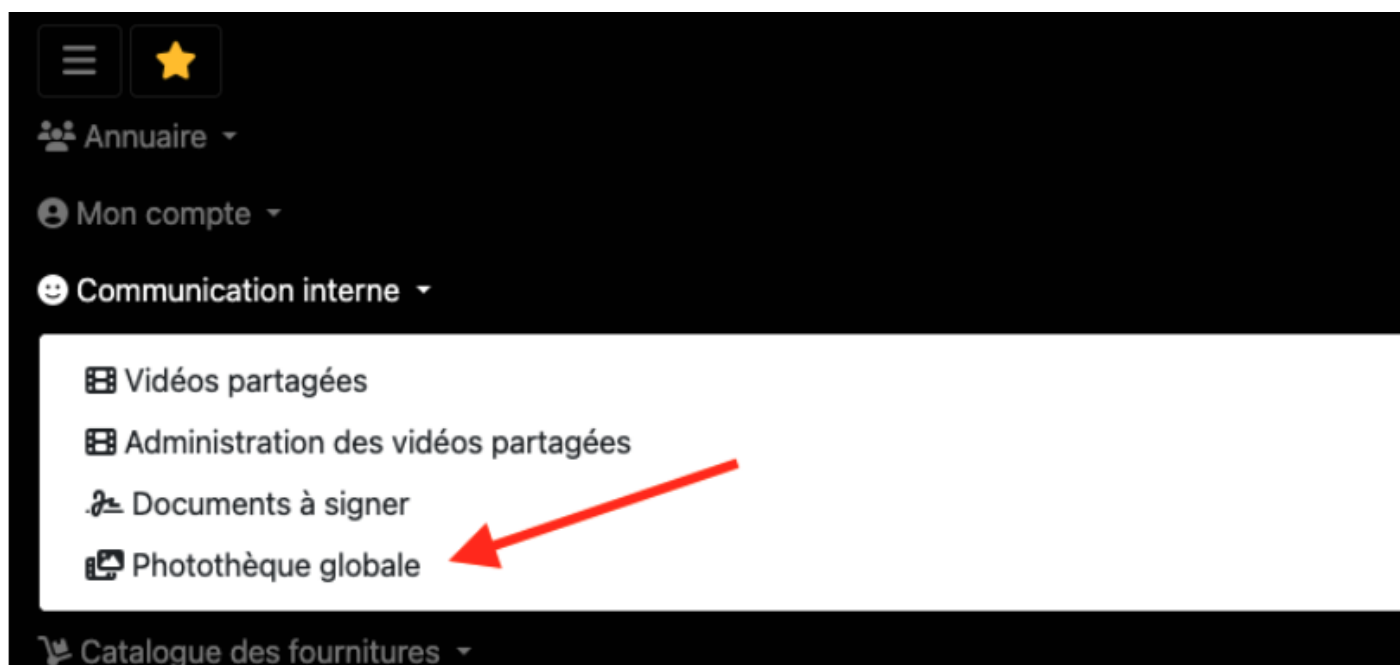 Annuaire
Mon compte
Communication interne
Vidéos partagées
Administration des vidéos partagées
Documents à signer
Photothèque globale
Catalogue des fournitures